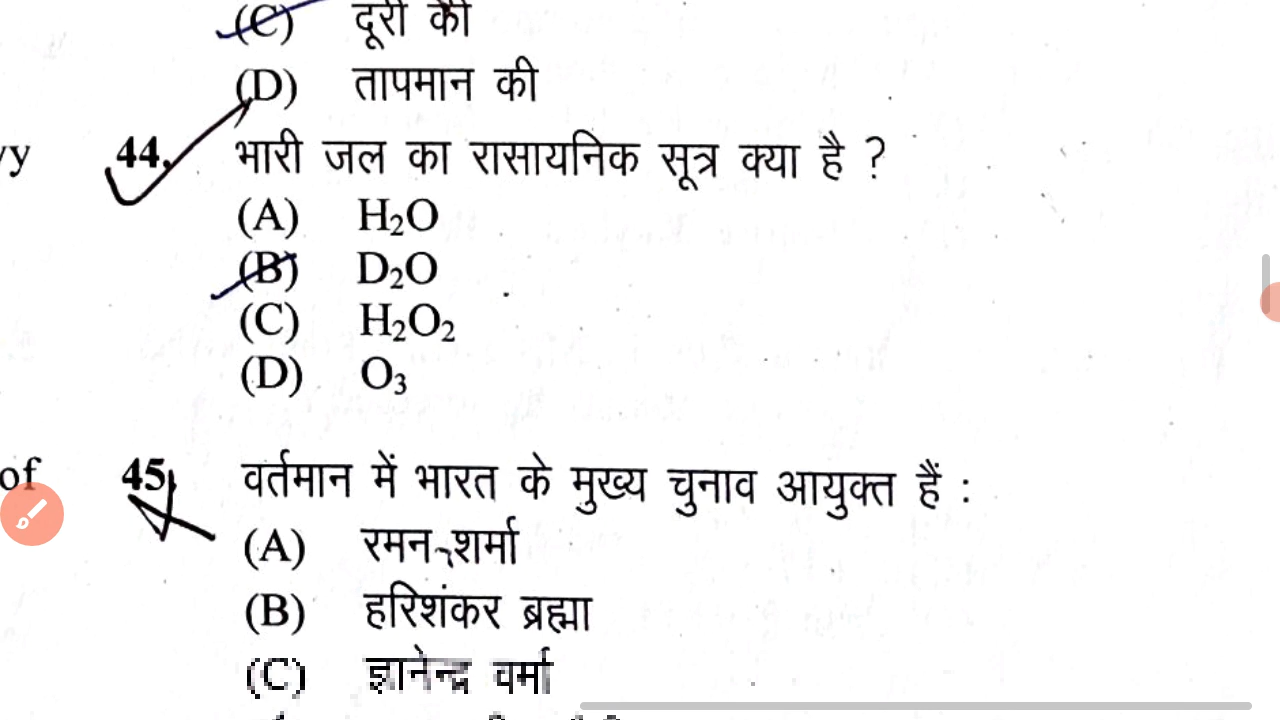 (C) दूरी की
(D) तापमान की
44. भारी जल का रासायनिक सूत्र क्या है ?
(A) H₂O
(B) D₂O
(C) H₂O₂
(D) O₃
of
45. वर्तमान में भारत के मुख्य चुनाव आयुक्त हैं :
(A) रमन शर्मा
(B) हरिशंकर ब्रह्मा
(C) ज्ञानेन्द्र वर्मा